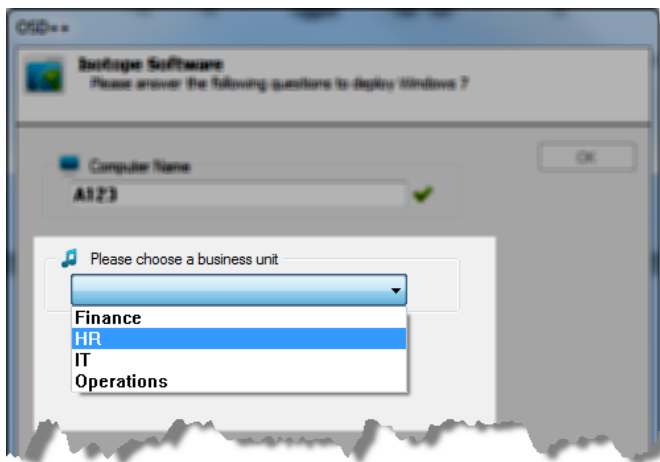 OSD++
Isotope Software
Please answer the following questions to deploy Windows 7
OK
Computer Name
A123
Please choose a business unit
Finance
HR
IT
Operations